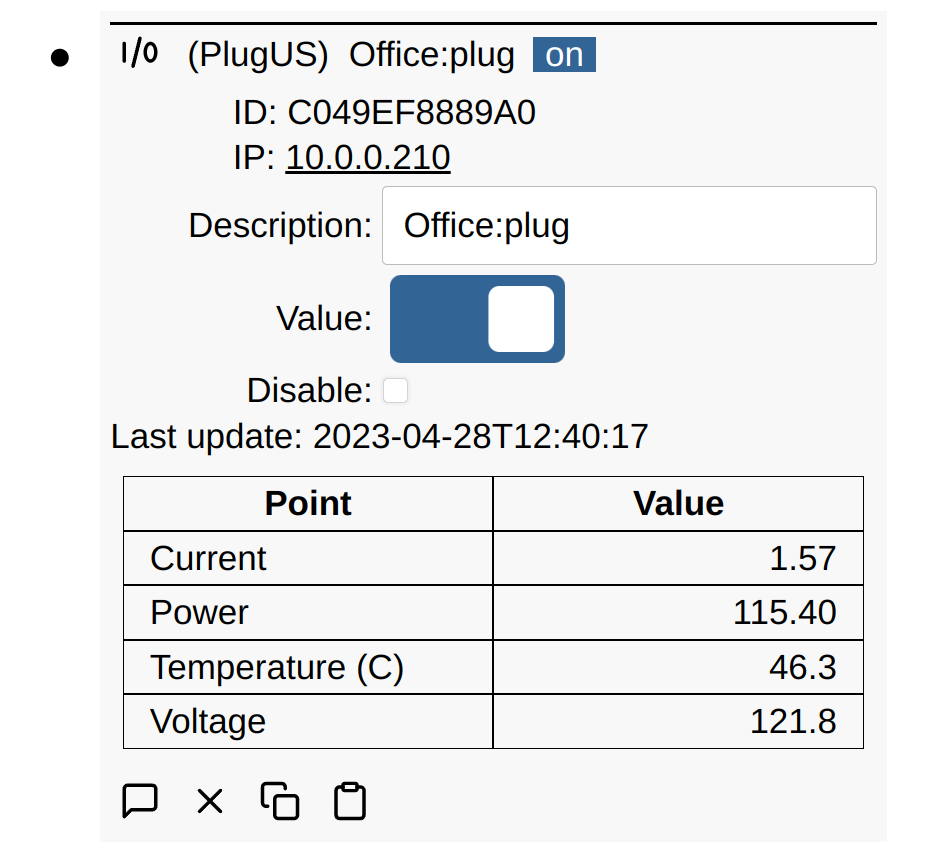 I/O (PlugUS) Office:plug on
ID: C049EF8889A0
IP: 10.0.0.210
Description: Office:plug
Value:
Disable:
Last update: 2023-04-28T12:40:17
Point Value
Current 1.57
Power 115.40
Temperature (C) 46.3
Voltage 121.8